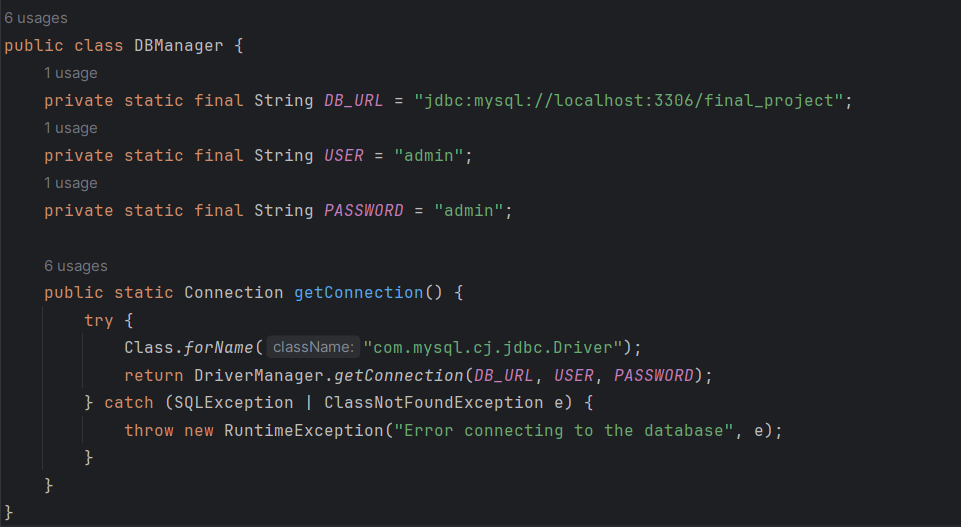 6 usages
public class DBManager {
1 usage
private static final String DB_URL = "jdbc:mysql://localhost:3306/final_project";
1 usage
private static final String USER = "admin";
1 usage
private static final String PASSWORD = "admin";
6 usages
public static Connection getConnection() {
try {
Class.forName( className: "com.mysql.cj.jdbc.Driver");
return DriverManager.getConnection(DB_URL, USER, PASSWORD);
} catch (SQLException | ClassNotFoundException e) {
throw new RuntimeException("Error connecting to the database", e);
}
}
}